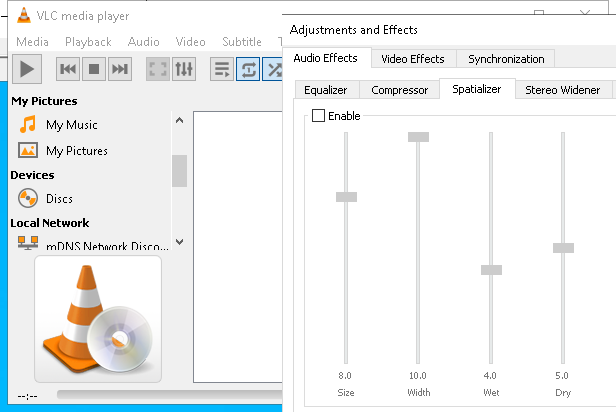 VLC media player
Media Playback Audio Video Subtitle
My Pictures
My Music
My Pictures
Devices
Discs
Local Network
mDNS Network Disco...
--:--
Adjustments and Effects
Audio Effects Video Effects Synchronization
Equalizer Compressor Spatializer Stereo Widener
Enable
8.0 10.0 4.0 5.0
Size Width Wet Dry